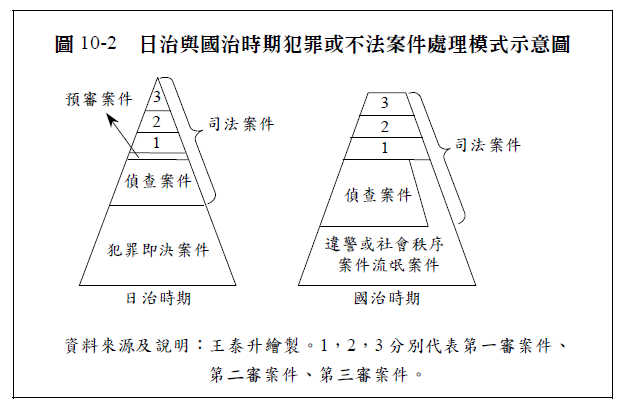 圖 10-2 日治與國治時期犯罪或不法案件處理模式示意圖
預審案件
3
2
1
司法案件
偵查案件
犯罪即決案件
日治時期
3
2
1
司法案件
偵查案件
違警或社會秩序
案件流氓案件
國治時期
資料來源及說明：王泰升繪製。1，2，3 分別代表第一審案件、
第二審案件、第三審案件。